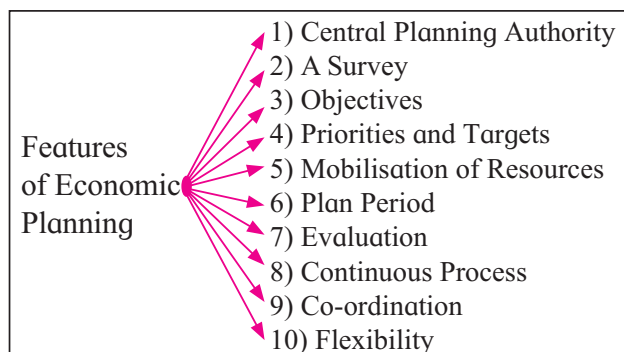 Features
of Economic
Planning
1) Central Planning Authority
2) A Survey
3) Objectives
4) Priorities and Targets
5) Mobilisation of Resources
6) Plan Period
7) Evaluation
8) Continuous Process
9) Co-ordination
10) Flexibility